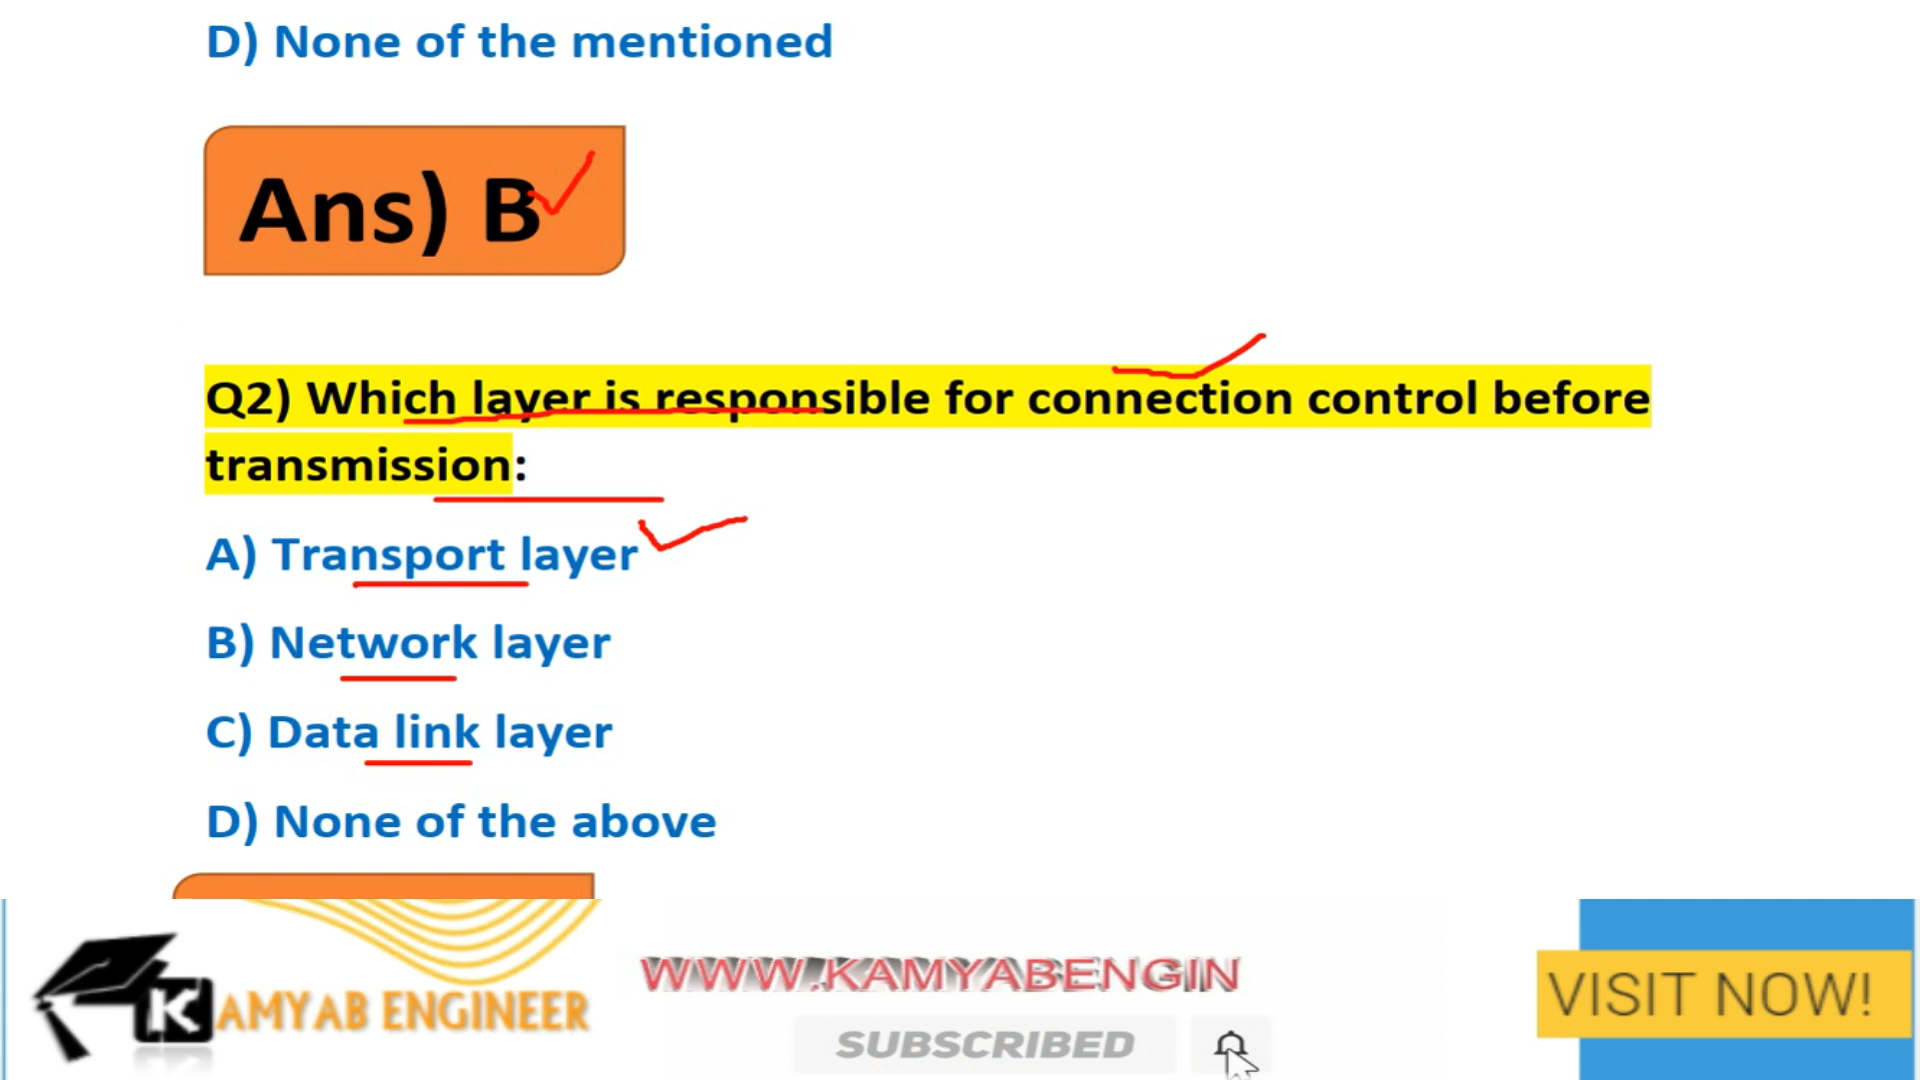 D) None of the mentioned
Ans) B
Q2) Which layer is responsible for connection control before
transmission:
A) Transport layer
B) Network layer
C) Data link layer
D) None of the above
KAMYAB ENGINEER
WWW.KAMYABENGIN
SUBSCRIBED
VISIT NOW!